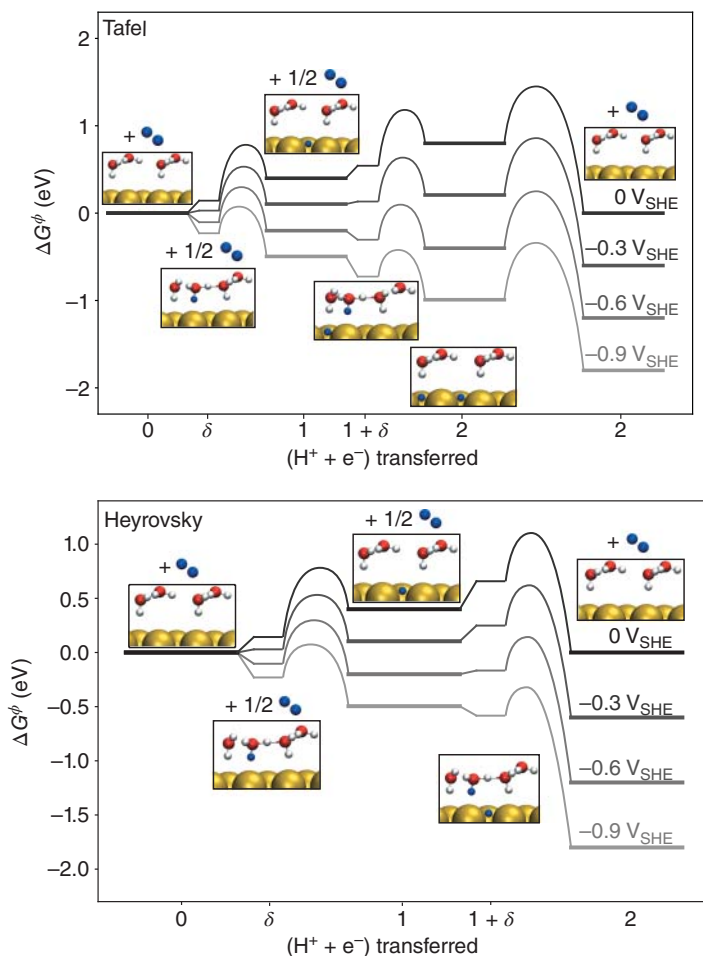 Tafel
2
1
0
−1
−2
ΔG^ϕ (eV)
+
+ 1/2
+
+ 1/2
0 V_SHE
−0.3 V_SHE
−0.6 V_SHE
−0.9 V_SHE
0
δ
1
1 + δ
2
2
(H⁺ + e⁻) transferred
Heyrovsky
1.0
0.5
0.0
−0.5
−1.0
−1.5
−2.0
ΔG^ϕ (eV)
+
+ 1/2
+
+ 1/2
0 V_SHE
−0.3 V_SHE
−0.6 V_SHE
−0.9 V_SHE
0
δ
1
1 + δ
2
(H⁺ + e⁻) transferred